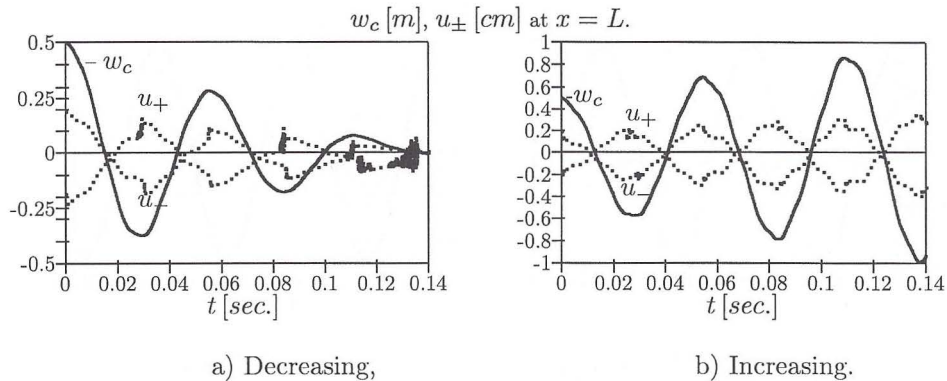 w_c [m], u_± [cm] at x = L.
0.5
0.25
0
-0.25
-0.5
– w_c
u_+
u_–
0 0.02 0.04 0.06 0.08 0.1 0.12 0.14
t [sec.]
a) Decreasing,
1
0.8
0.6
0.4
0.2
0
-0.2
-0.4
-0.6
-0.8
-1
-w_c
u_+
u_–
0 0.02 0.04 0.06 0.08 0.1 0.12 0.14
t [sec.]
b) Increasing.